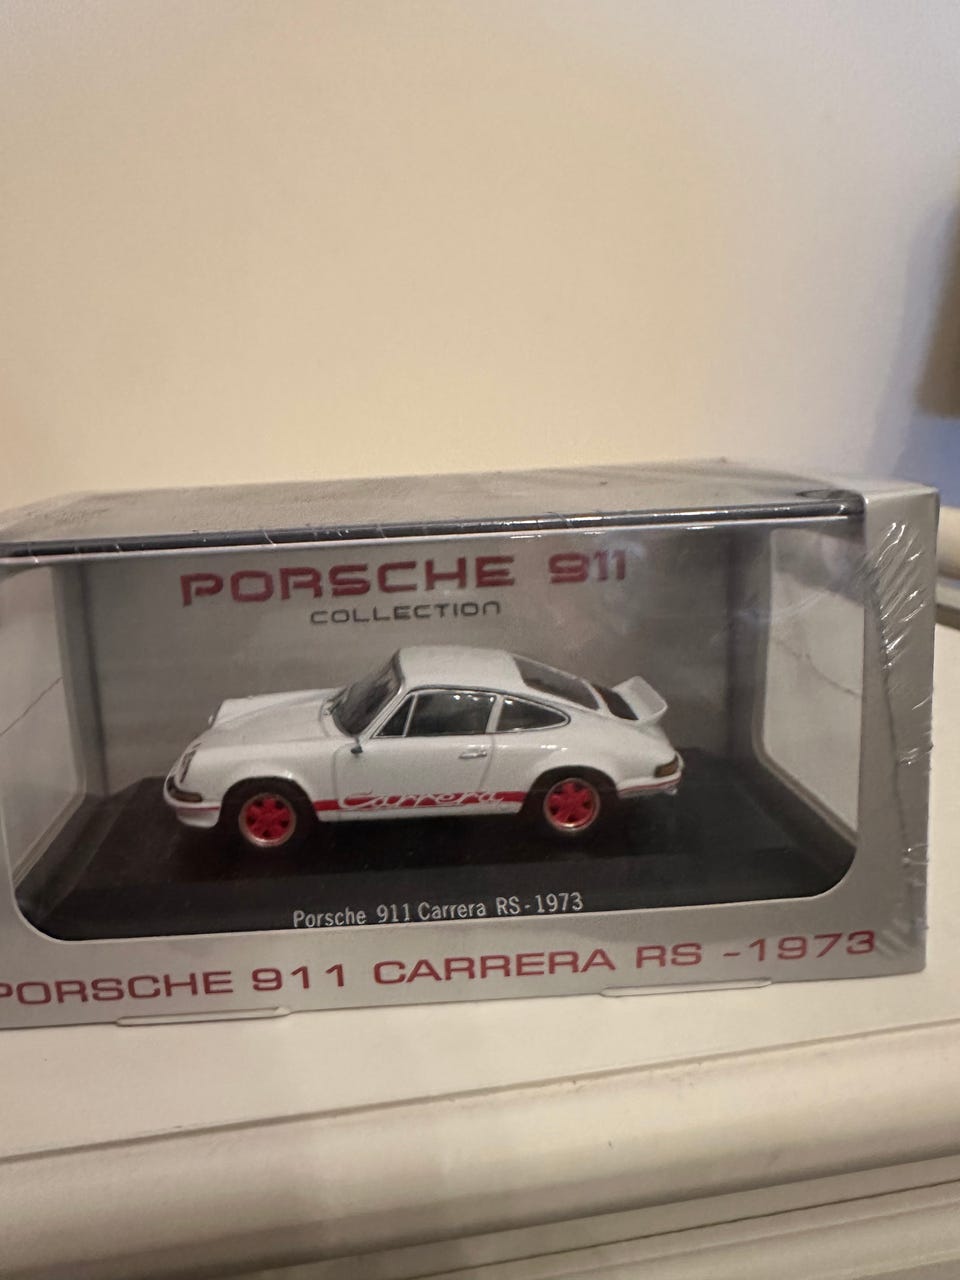 PORSCHE 911
COLLECTION
Carrera
Porsche 911 Carrera RS-1973
PORSCHE 911 CARRERA RS -1973